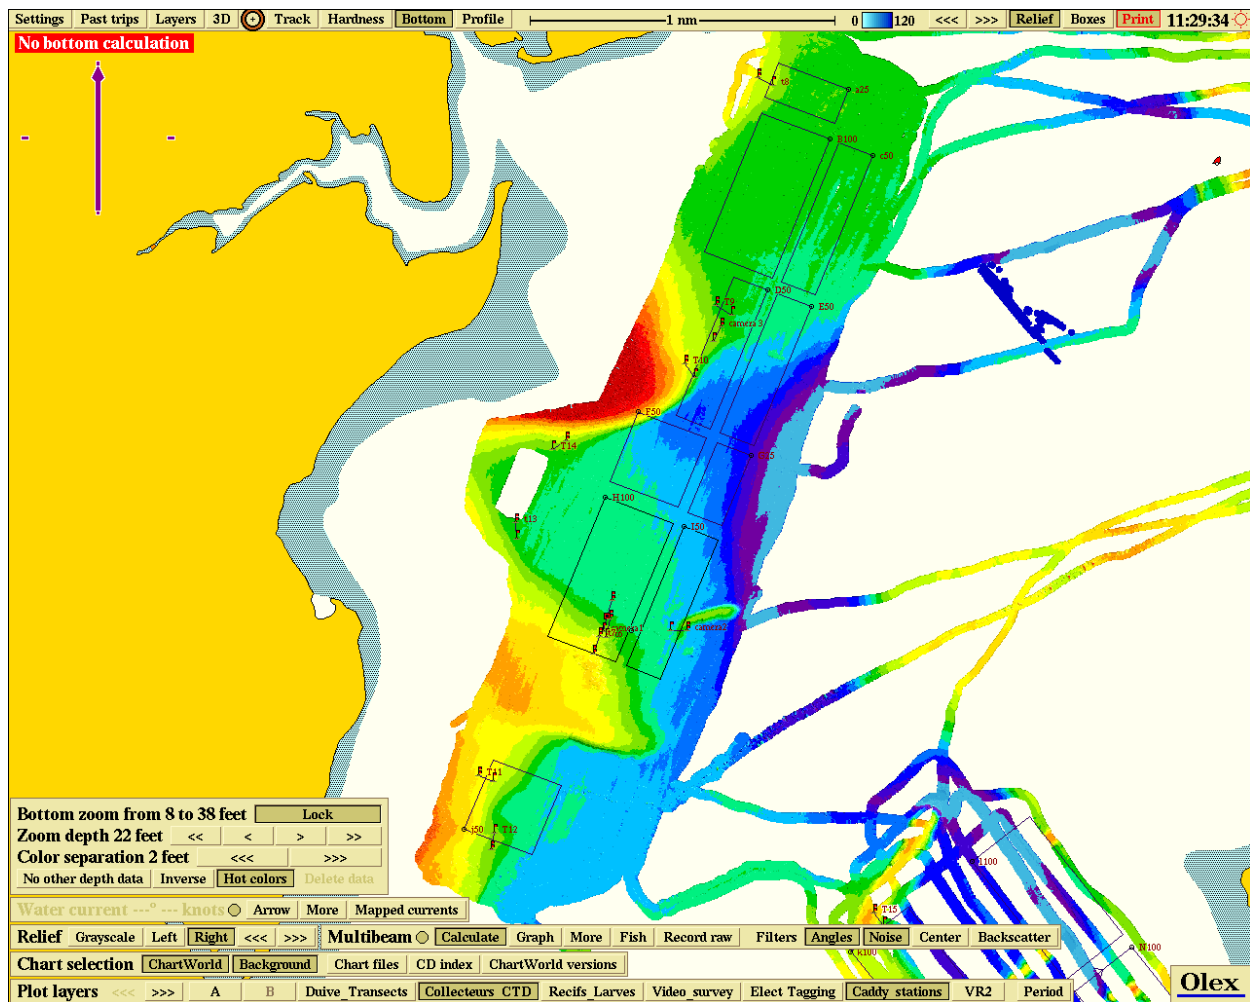 Settings Past trips Layers 3D Track Hardness Bottom Profile 1 nm 0 120 <<< >>> Relief Boxes Print 11:29:34
No bottom calculation
t8
a25
B100
c50
D50
T9
E50
camera 3
T10
F50
T14
H100
t13
I50
camera2
T11
j50
T12
T15
N100
k100
Bottom zoom from 8 to 38 feet Lock
Zoom depth 22 feet << < > >>
Color separation 2 feet <<< >>>
No other depth data Inverse Hot colors Delete data
Water current ---° --- knots Arrow More Mapped currents
Relief Grayscale Left Right <<< >>> Multibeam Calculate Graph More Fish Record raw Filters Angles Noise Center Backscatter
Chart selection ChartWorld Background Chart files CD index ChartWorld versions
Plot layers <<< >>> A B Duive_Transects Collecteurs_CTD Recifs_Larves Video_survey Elect Tagging Caddy_stations VR2 Period
Olex